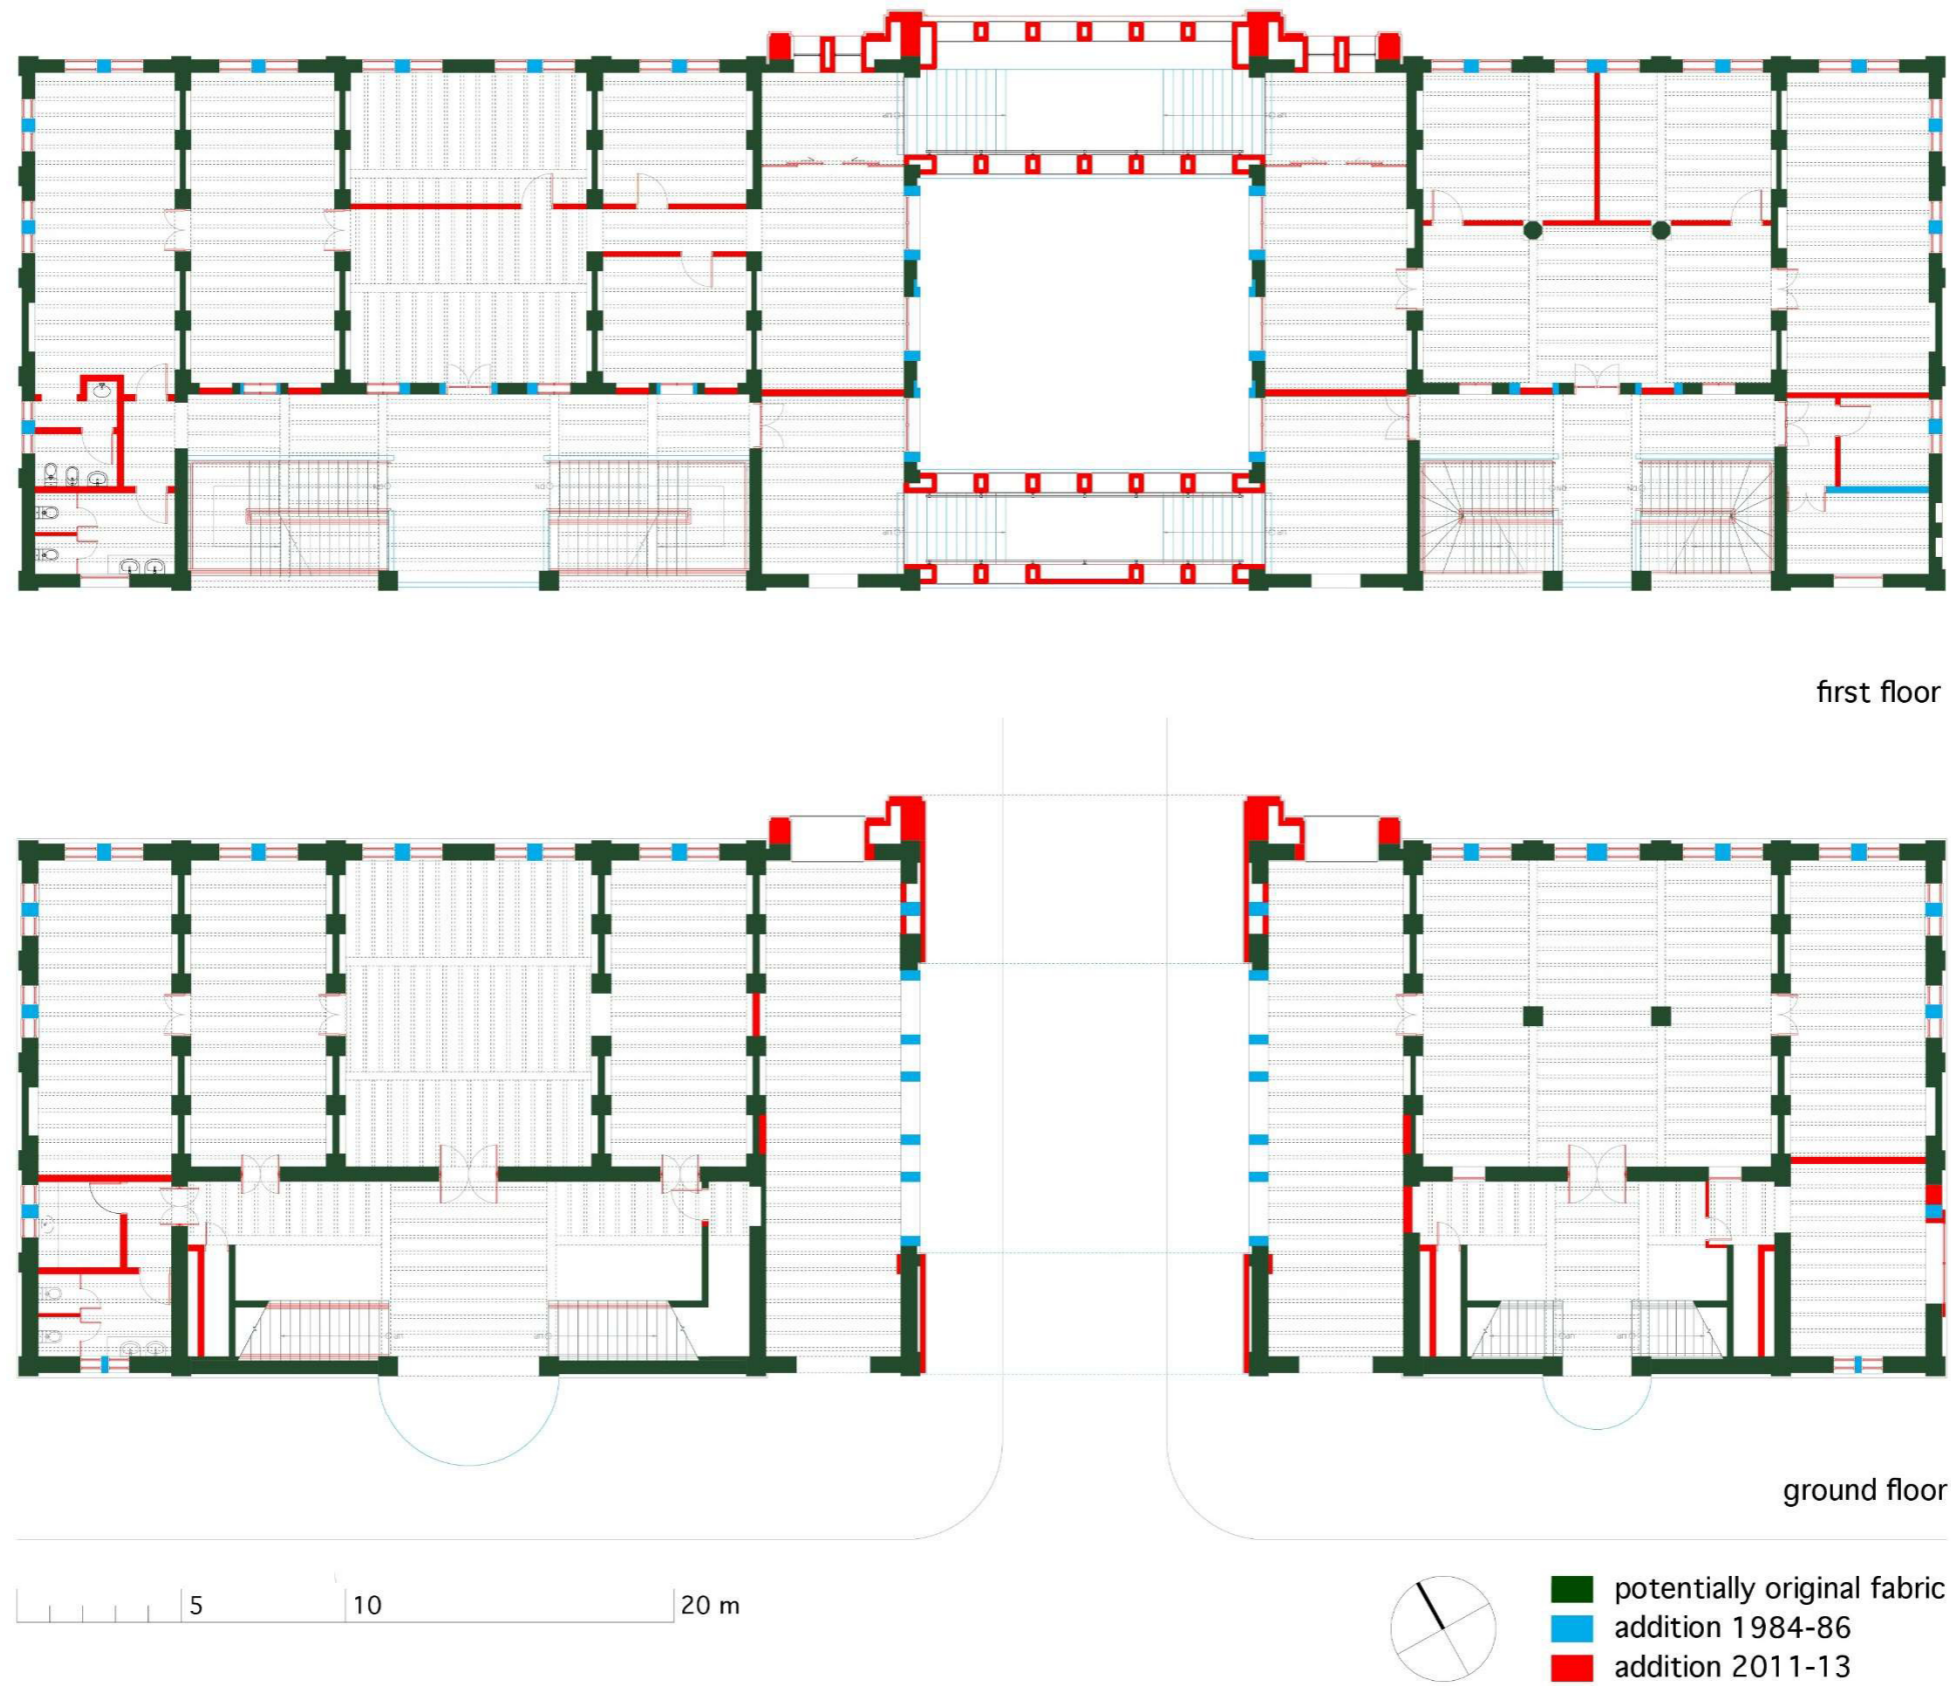 first floor
ground floor
5 10 20 m
potentially original fabric
addition 1984-86
addition 2011-13